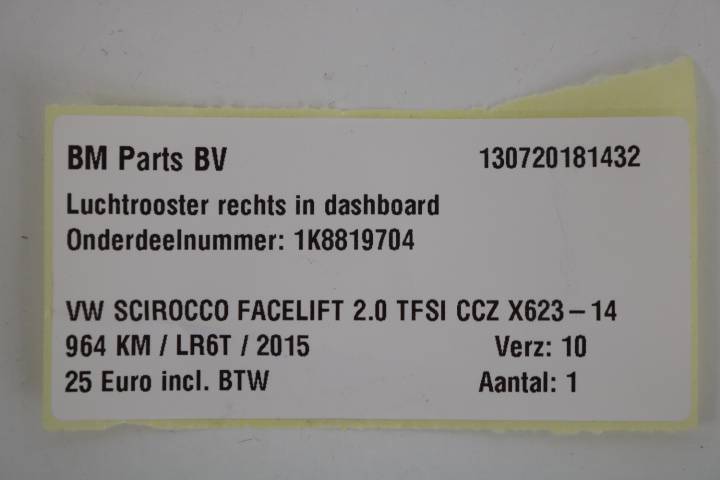 BM Parts BV 130720181432
Luchtrooster rechts in dashboard
Onderdeelnummer: 1K8819704
VW SCIROCCO FACELIFT 2.0 TFSI CCZ X623-14
964 KM / LR6T / 2015 Verz: 10
25 Euro incl. BTW Aantal: 1